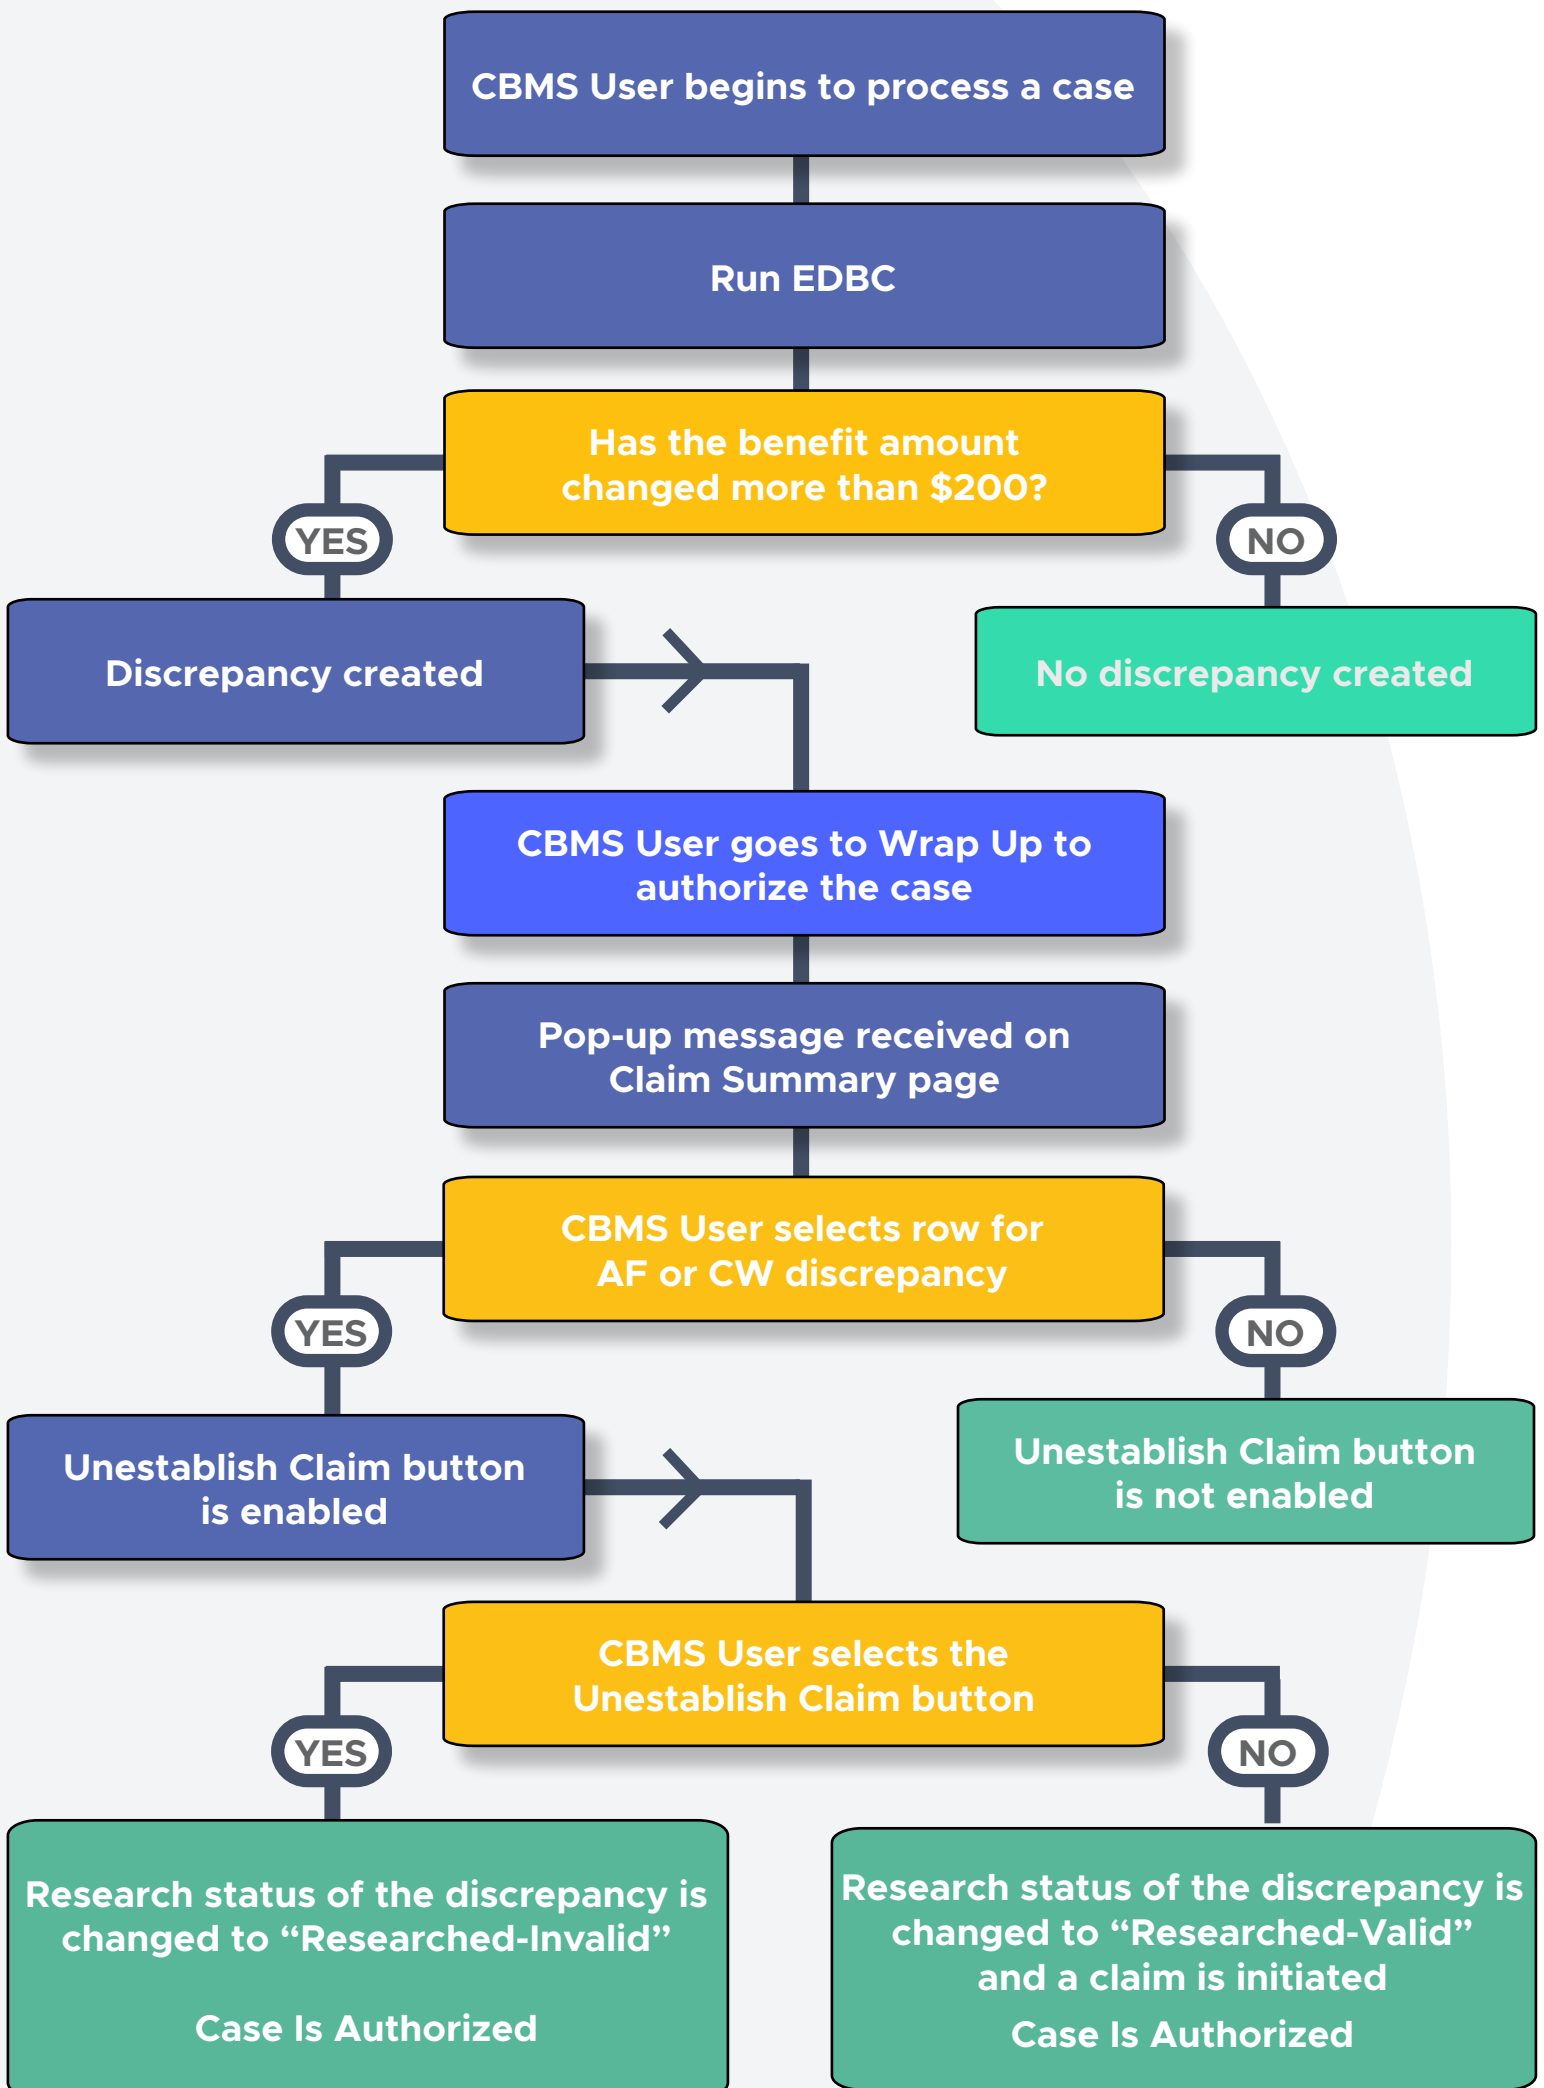 CBMS User begins to process a case
Run EDBC
Has the benefit amount
changed more than $200?
YES
NO
Discrepancy created
No discrepancy created
CBMS User goes to Wrap Up to
authorize the case
Pop-up message received on
Claim Summary page
CBMS User selects row for
AF or CW discrepancy
YES
NO
Unestablish Claim button
is enabled
Unestablish Claim button
is not enabled
CBMS User selects the
Unestablish Claim button
YES
NO
Research status of the discrepancy is
changed to “Researched-Invalid”
Case Is Authorized
Research status of the discrepancy is
changed to “Researched-Valid”
and a claim is initiated
Case Is Authorized